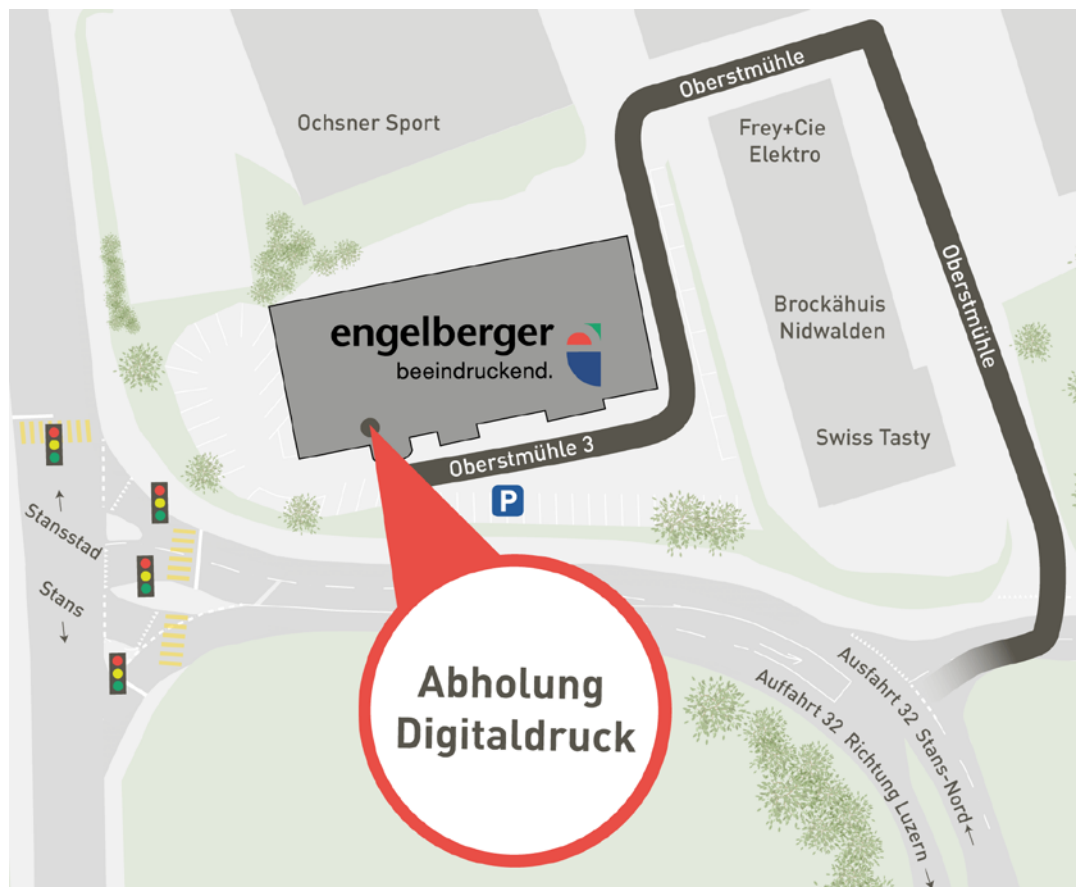 Oberstmühle
Ochsner Sport
Frey+Cie
Elektro
Oberstmühle
engelberger
beeindruckend.
Brockähuis
Nidwalden
Swiss Tasty
Oberstmühle 3
P
Stansstad
Stans
Abholung
Digitaldruck
Ausfahrt 32 Stans-Nord
Auffahrt 32 Richtung Luzern